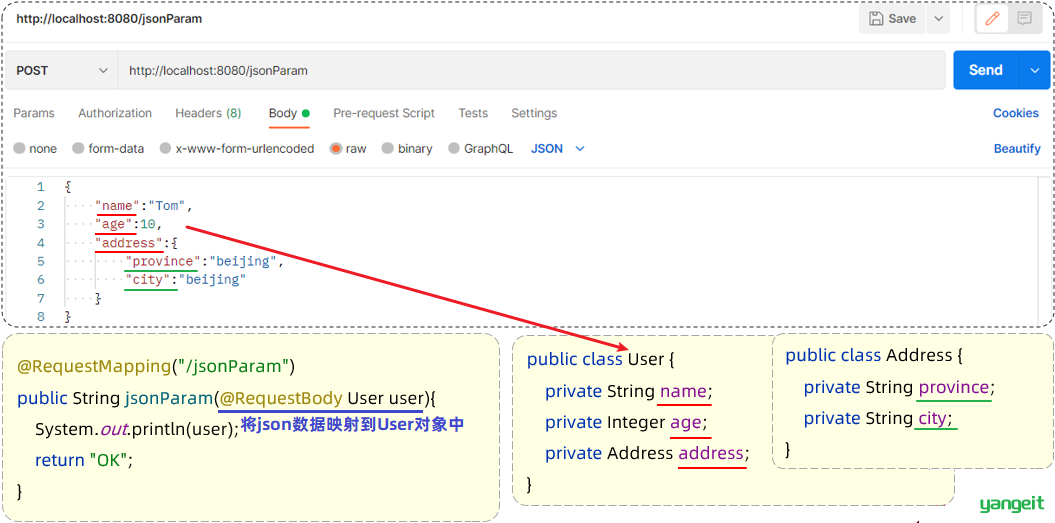 http://localhost:8080/jsonParam
Save
POST
http://localhost:8080/jsonParam
Send
Params Authorization Headers (8) Body Pre-request Script Tests Settings Cookies
none form-data x-www-form-urlencoded raw binary GraphQL JSON Beautify
1 {
2 "name":"Tom",
3 "age":10,
4 "address":{
5 "province":"beijing",
6 "city":"beijing"
7 }
8 }
@RequestMapping("/jsonParam")
public String jsonParam(@RequestBody User user){
System.out.println(user);将json数据映射到User对象中
return "OK";
}
public class User {
private String name;
private Integer age;
private Address address;
}
public class Address {
private String province;
private String city;
}
yangeit